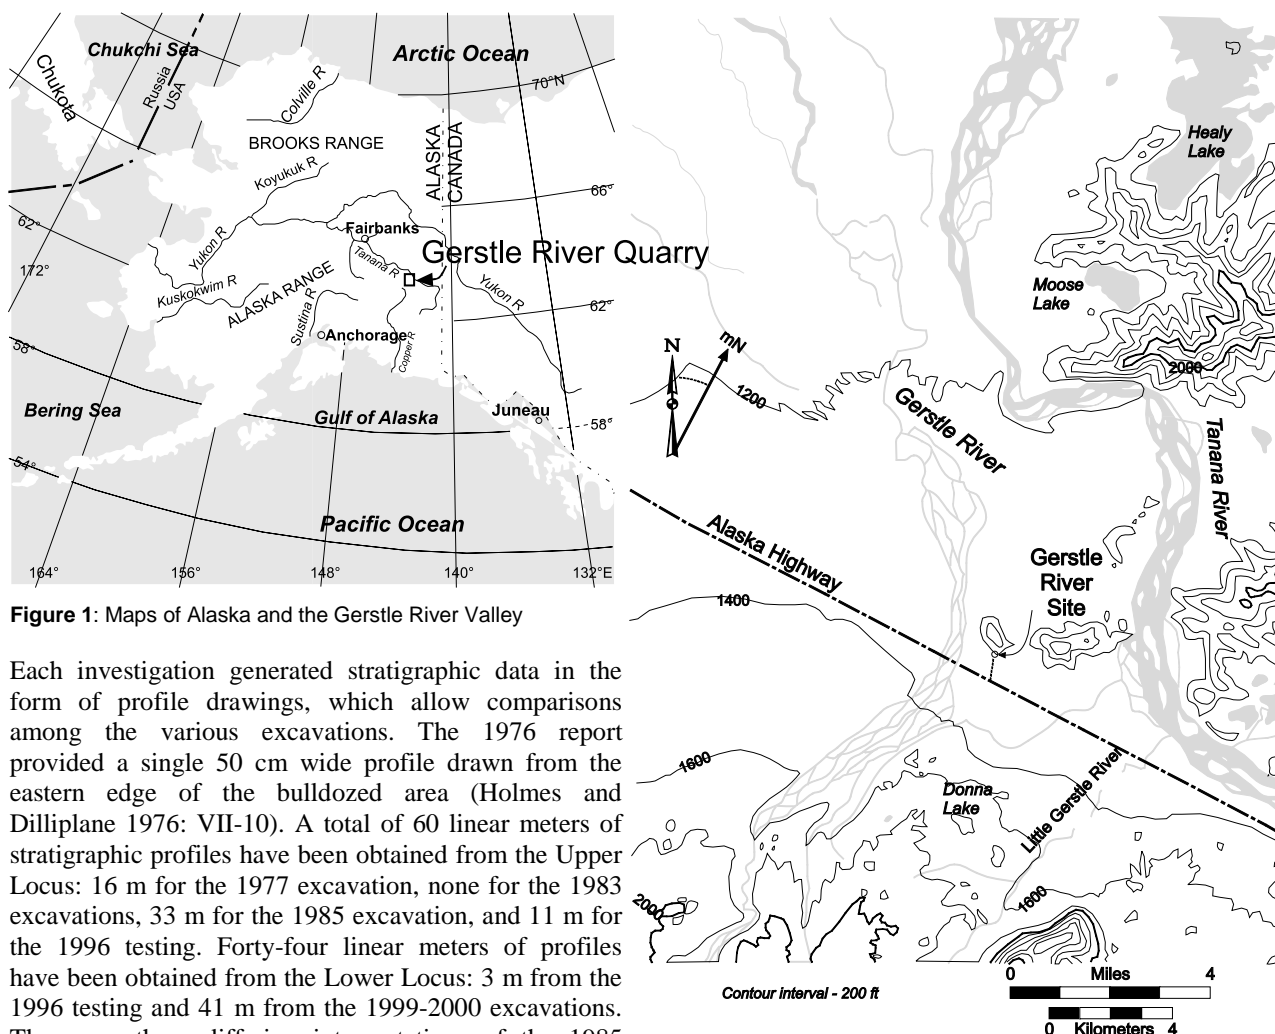 Chukchi Sea
Arctic Ocean
Chukota
Russia
USA
Colville R
70°N
BROOKS RANGE
ALASKA
CANADA
Koyukuk R
66°
62°
Fairbanks
Yukon R
Tanana R
Gerstle River Quarry
172°
Kuskokwim R
ALASKA RANGE
Sustina R
Yukon R
62°
Anchorage
Copper R
58°
Bering Sea
Gulf of Alaska
Juneau
58°
54°
Pacific Ocean
164°
156°
148°
140°
132°E
Figure 1: Maps of Alaska and the Gerstle River Valley
Each investigation generated stratigraphic data in the
form of profile drawings, which allow comparisons
among the various excavations. The 1976 report
provided a single 50 cm wide profile drawn from the
eastern edge of the bulldozed area (Holmes and
Dilliplane 1976: VII-10). A total of 60 linear meters of
stratigraphic profiles have been obtained from the Upper
Locus: 16 m for the 1977 excavation, none for the 1983
excavations, 33 m for the 1985 excavation, and 11 m for
the 1996 testing. Forty-four linear meters of profiles
have been obtained from the Lower Locus: 3 m from the
1996 testing and 41 m from the 1999-2000 excavations.
Healy
Lake
Moose
Lake
N
mN
2000
1200
Gerstle River
Tanana River
Alaska Highway
Gerstle
River
Site
1400
1600
Donna
Lake
Little Gerstle River
2000
1600
Contour interval - 200 ft
0
Miles
4
0
Kilometers
4